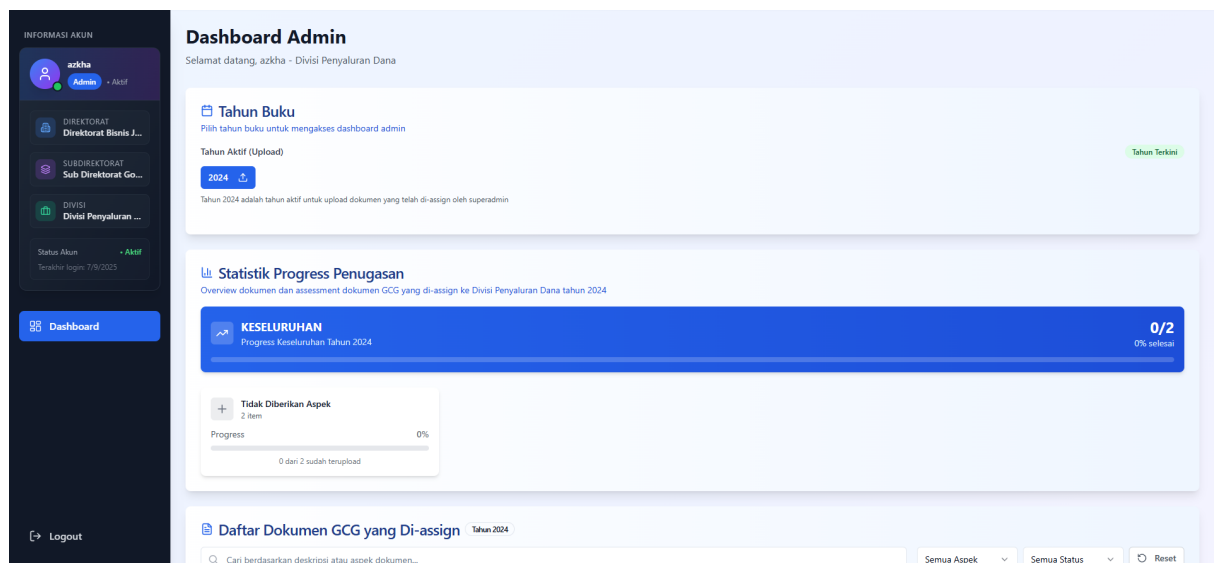 INFORMASI AKUN
azkha
Admin • Aktif
DIREKTORAT
Direktorat Bisnis J...
SUBDIREKTORAT
Sub Direktorat Go...
DIVISI
Divisi Penyaluran ...
Status Akun • Aktif
Terakhir login: 7/9/2025
Dashboard
Logout
Dashboard Admin
Selamat datang, azkha - Divisi Penyaluran Dana
Tahun Buku
Pilih tahun buku untuk mengakses dashboard admin
Tahun Aktif (Upload)
Tahun Terkini
2024
Tahun 2024 adalah tahun aktif untuk upload dokumen yang telah di-assign oleh superadmin
Statistik Progress Penugasan
Overview dokumen dan assessment dokumen GCG yang di-assign ke Divisi Penyaluran Dana tahun 2024
KESELURUHAN
Progress Keseluruhan Tahun 2024
0/2
0% selesai
Tidak Diberikan Aspek
2 item
Progress 0%
0 dari 2 sudah terupload
Daftar Dokumen GCG yang Di-assign Tahun 2024
Cari berdasarkan deskripsi atau aspek dokumen...
Semua Aspek
Semua Status
Reset